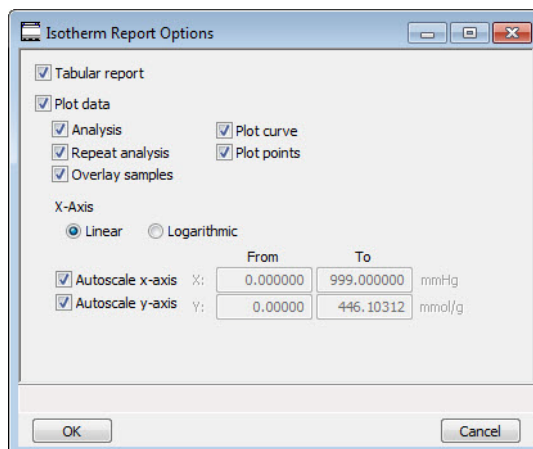 Isotherm Report Options
Tabular report
Plot data
Analysis
Plot curve
Repeat analysis
Plot points
Overlay samples
X-Axis
Linear
Logarithmic
From To
Autoscale x-axis X: 0.000000 999.000000 mmHg
Autoscale y-axis Y: 0.00000 446.10312 mmol/g
OK
Cancel